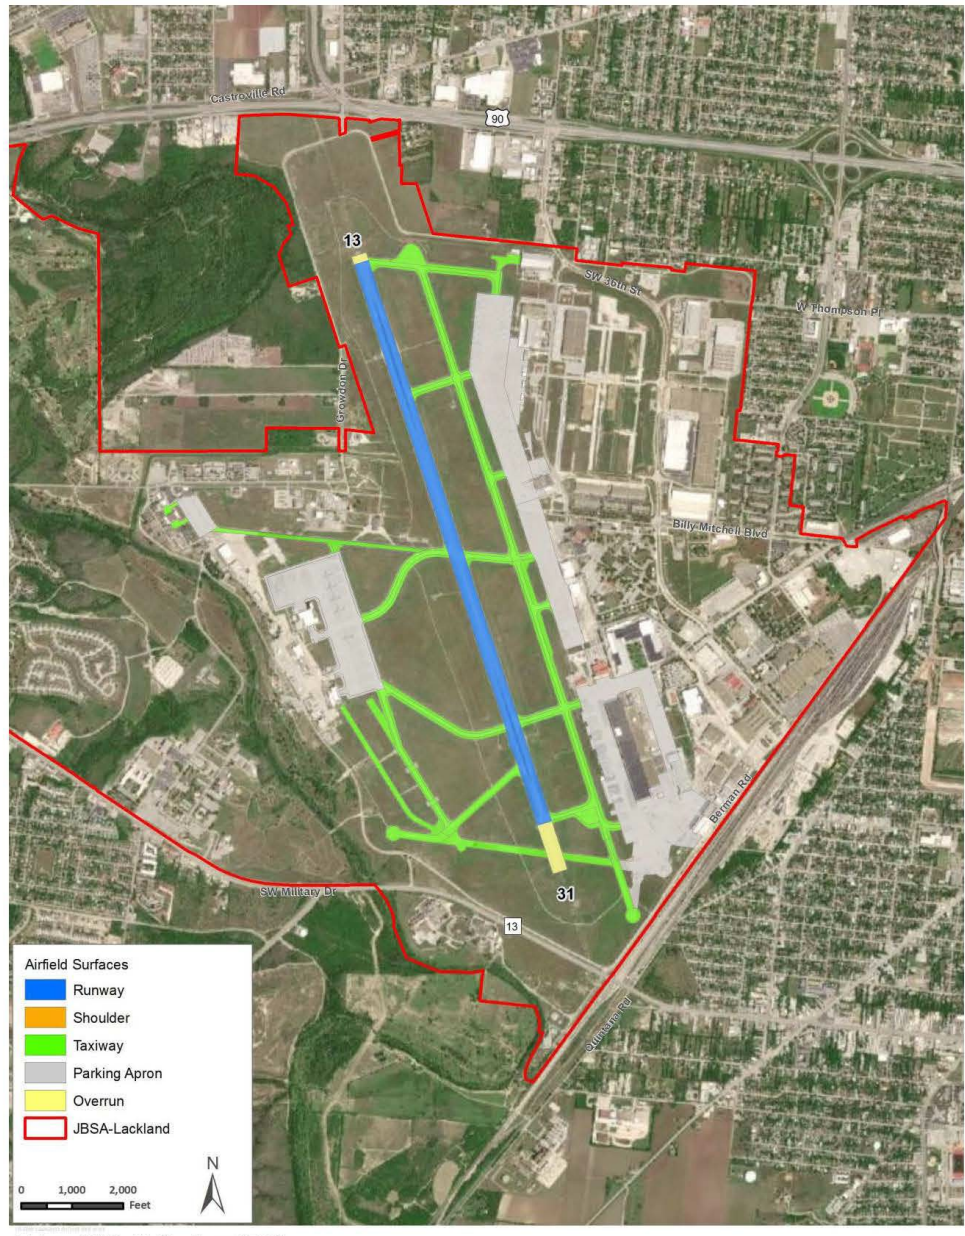 Castroville Rd
90
13
SW 36th St
W Thompson Pl
Growdon Dr
Billy Mitchell Blvd
Berman Rd
SW Military Dr
31
13
Quintana Rd
Airfield Surfaces
Runway
Shoulder
Taxiway
Parking Apron
Overrun
JBSA-Lackland
N
0 1,000 2,000
Feet